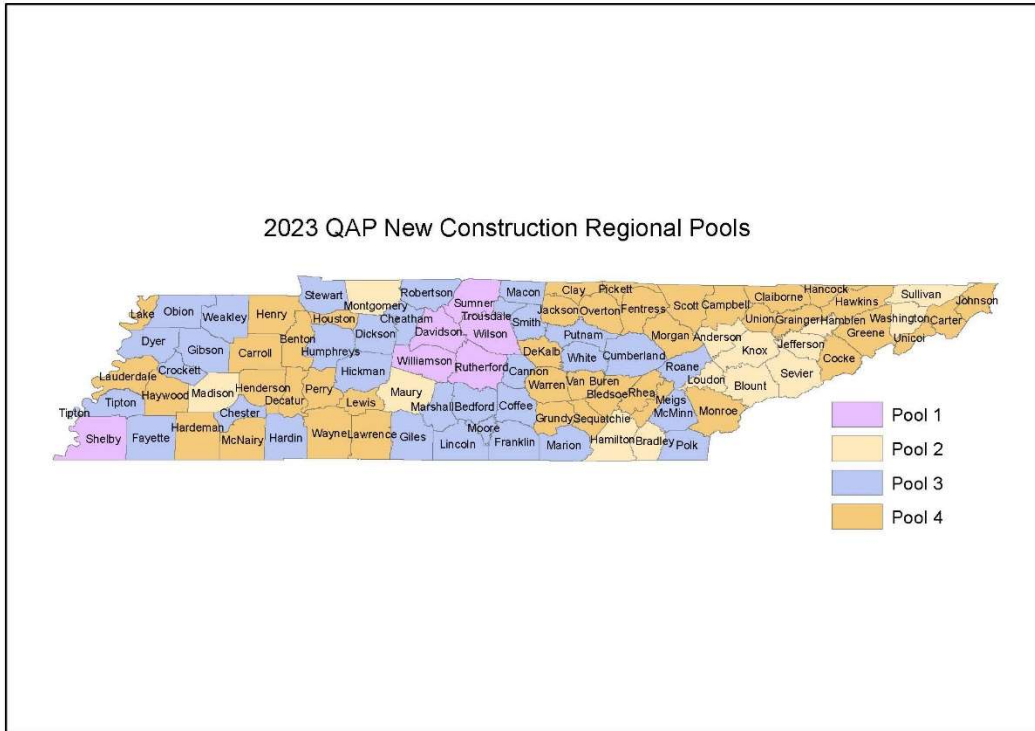 2023 QAP New Construction Regional Pools
Stewart
Montgomery
Robertson
Sumner
Macon
Clay
Pickett
Hancock
Sullivan
Johnson
Lake
Obion
Weakley
Henry
Houston
Cheatham
Trousdale
Smith
Jackson
Overton
Fentress
Scott
Campbell
Claiborne
Hawkins
Washington
Carter
Dyer
Gibson
Benton
Dickson
Davidson
Wilson
Putnam
Morgan
Anderson
Union
Grainger
Hamblen
Greene
Unicoi
Crockett
Carroll
Humphreys
Williamson
Rutherford
Cannon
DeKalb
White
Cumberland
Roane
Knox
Jefferson
Cocke
Lauderdale
Haywood
Madison
Henderson
Decatur
Perry
Hickman
Lewis
Maury
Marshall
Bedford
Coffee
Warren
Van Buren
Bledsoe
Rhea
Meigs
McMinn
Loudon
Blount
Sevier
Monroe
Tipton
Tipton
Shelby
Fayette
Hardeman
Chester
McNairy
Hardin
Wayne
Lawrence
Giles
Lincoln
Moore
Franklin
Grundy
Sequatchie
Marion
Hamilton
Bradley
Polk
Pool 1
Pool 2
Pool 3
Pool 4